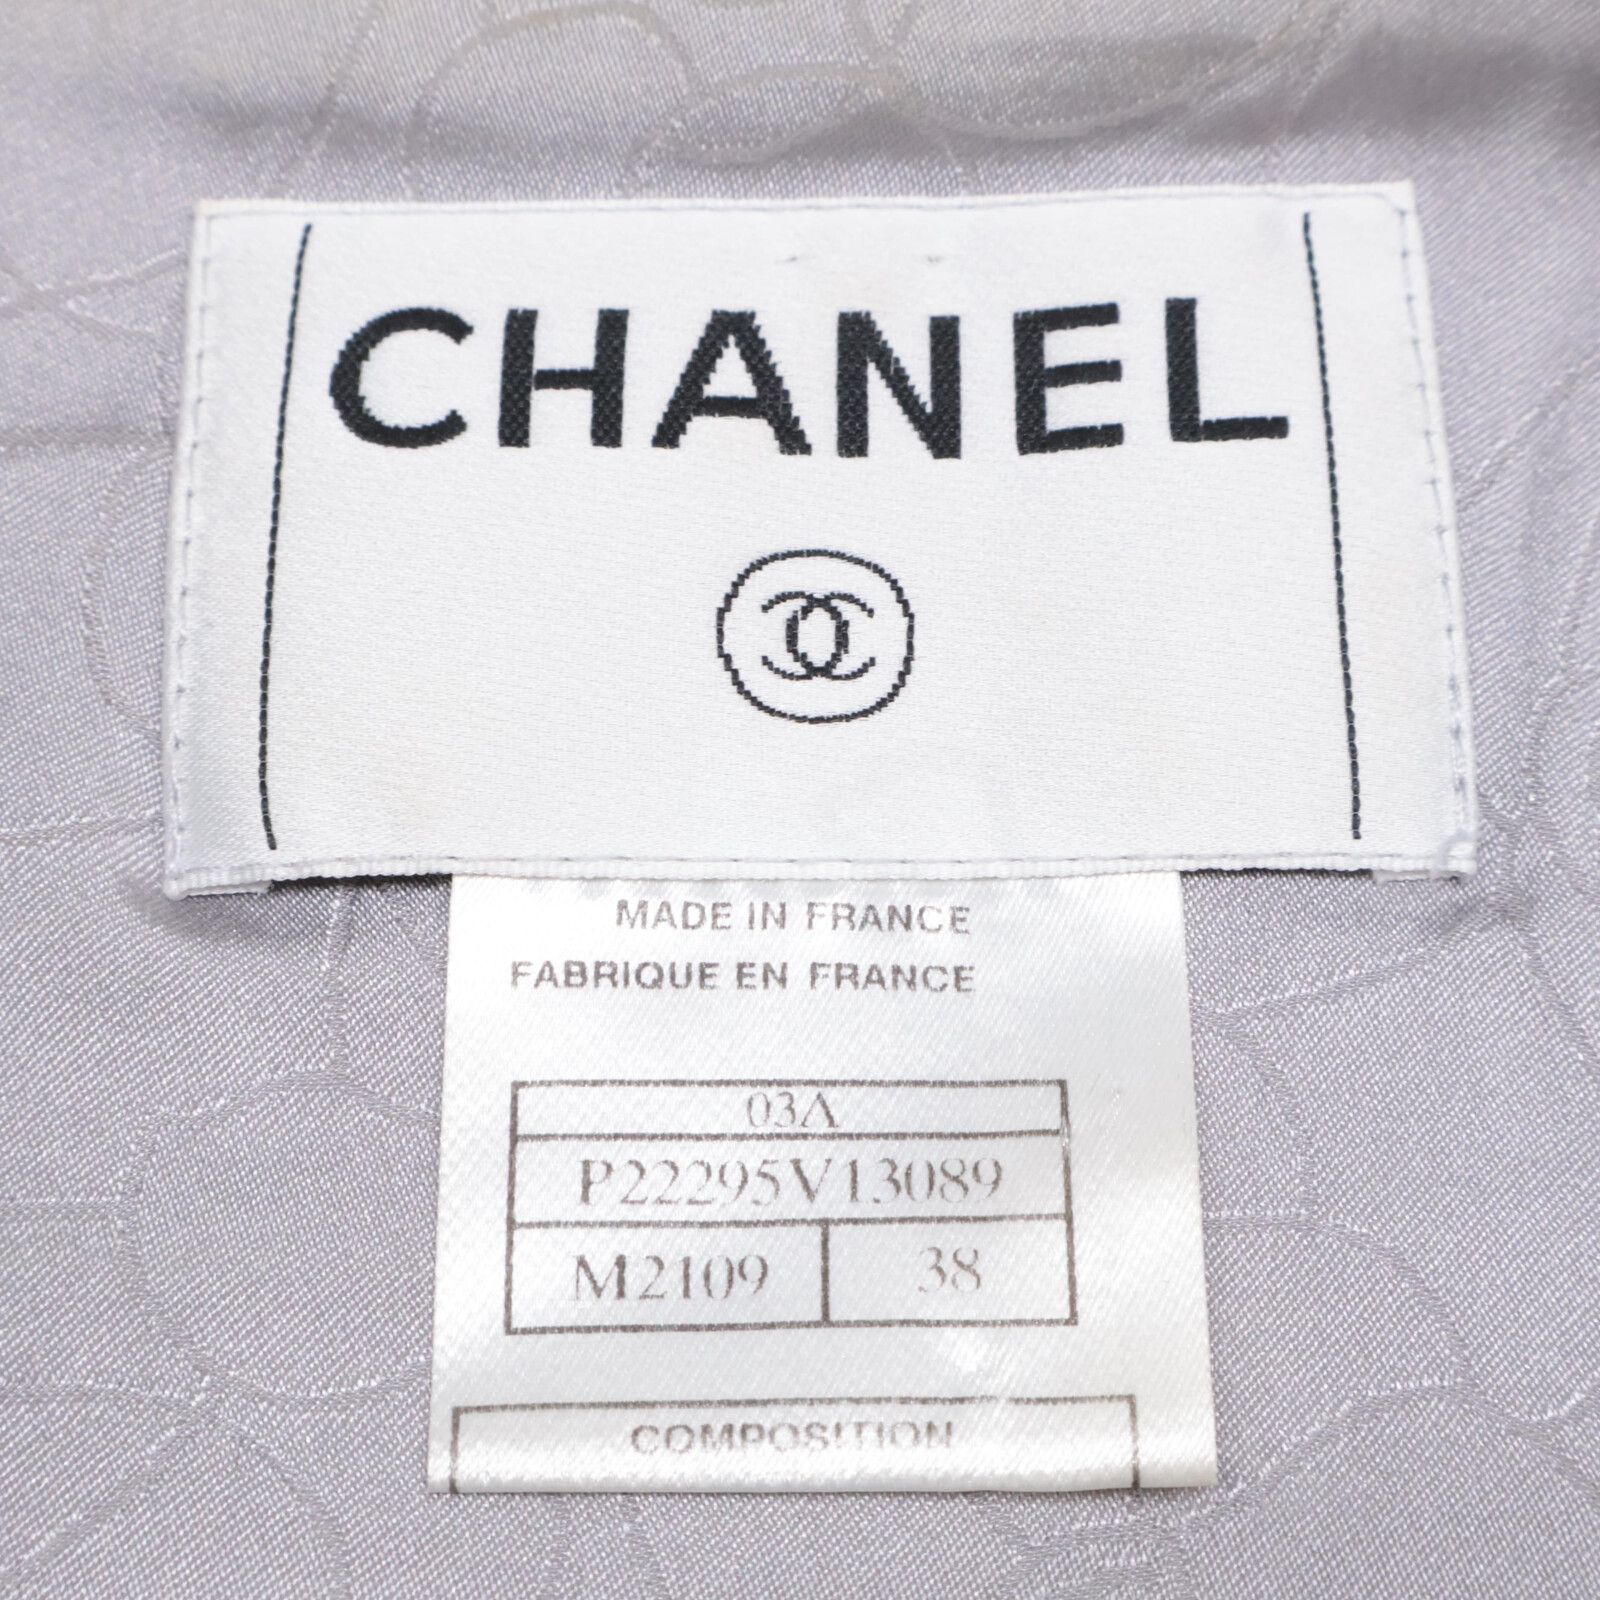 CHANEL
MADE IN FRANCE
FABRIQUE EN FRANCE
03A
P22295V13089
M2109 38
COMPOSITION